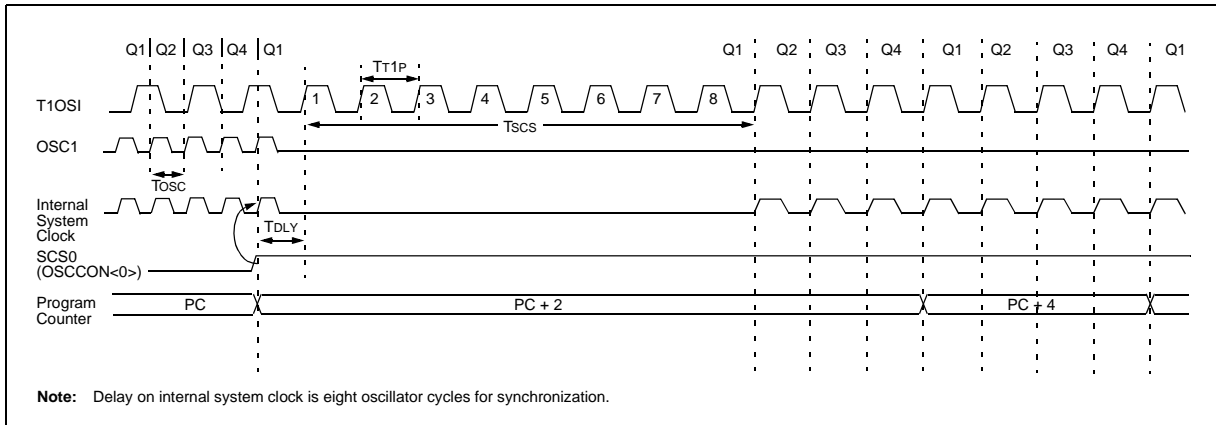 Q1 Q2 Q3 Q4 Q1 Q1 Q2 Q3 Q4 Q1 Q2 Q3 Q4 Q1
TT1P
T1OSI 1 2 3 4 5 6 7 8
TSCS
OSC1
TOSC
Internal
System
Clock
TDLY
SCS0
(OSCCON<0>)
Program
Counter
PC PC + 2 PC + 4
Note: Delay on internal system clock is eight oscillator cycles for synchronization.